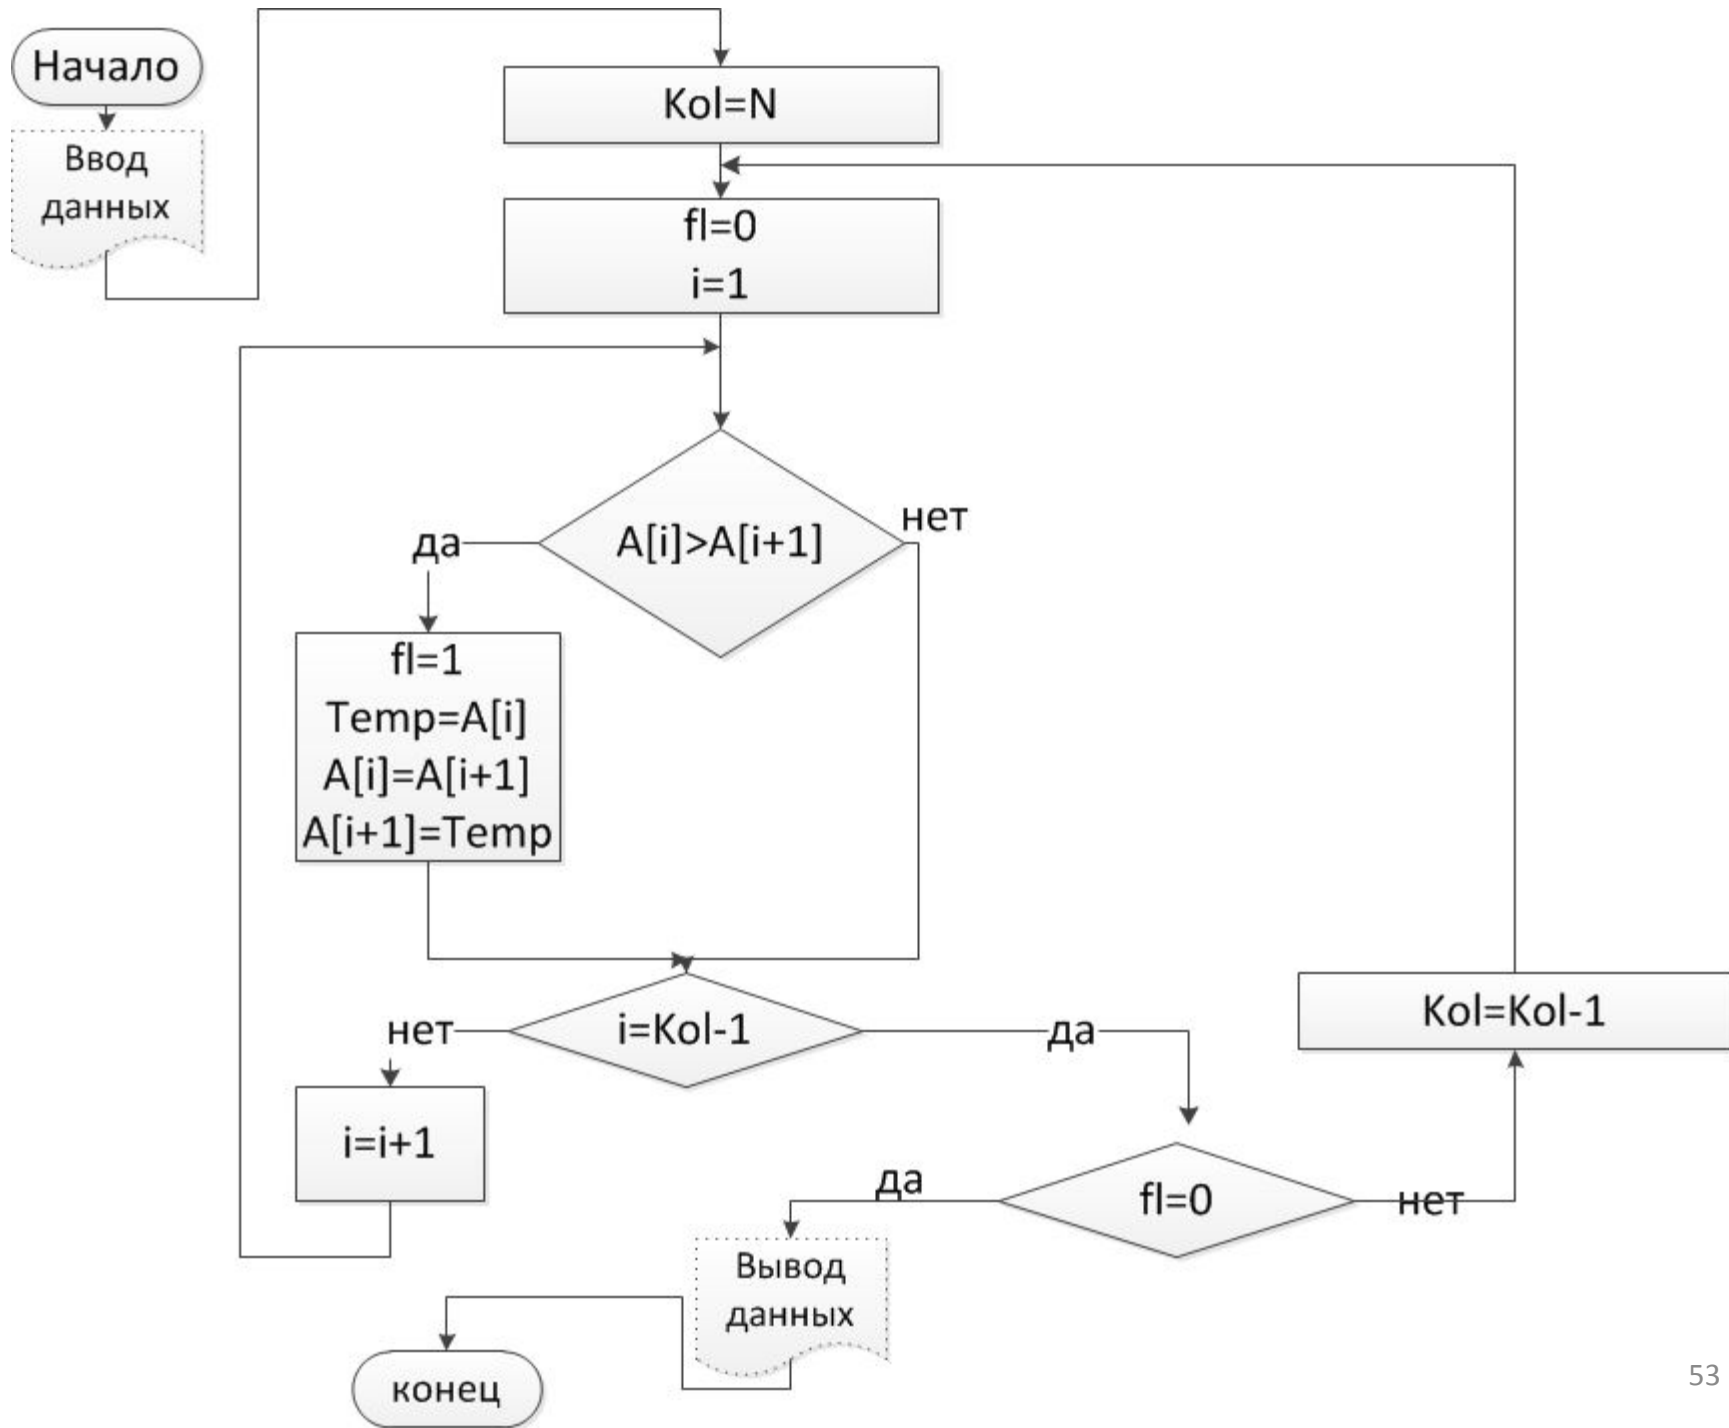 Начало
Ввод
данных
Kol=N
fl=0
i=1
A[i]>A[i+1]
да
нет
fl=1
Temp=A[i]
A[i]=A[i+1]
A[i+1]=Temp
i=Kol-1
нет
да
i=i+1
Kol=Kol-1
fl=0
да
нет
Вывод
данных
конец
53